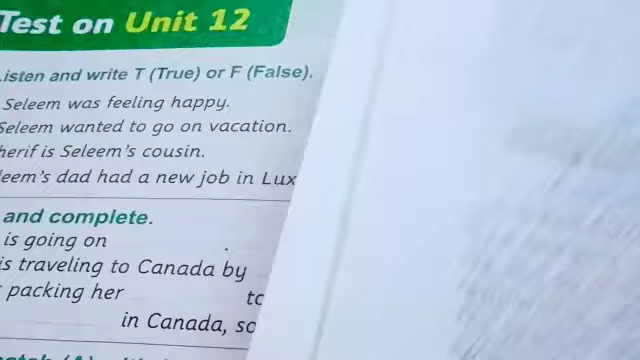 Test on Unit 12
Listen and write T (True) or F (False).
Seleem was feeling happy.
Seleem wanted to go on vacation.
herif is Seleem's cousin.
leem's dad had a new job in Lux
and complete.
is going on .
is traveling to Canada by
packing her to
in Canada, so